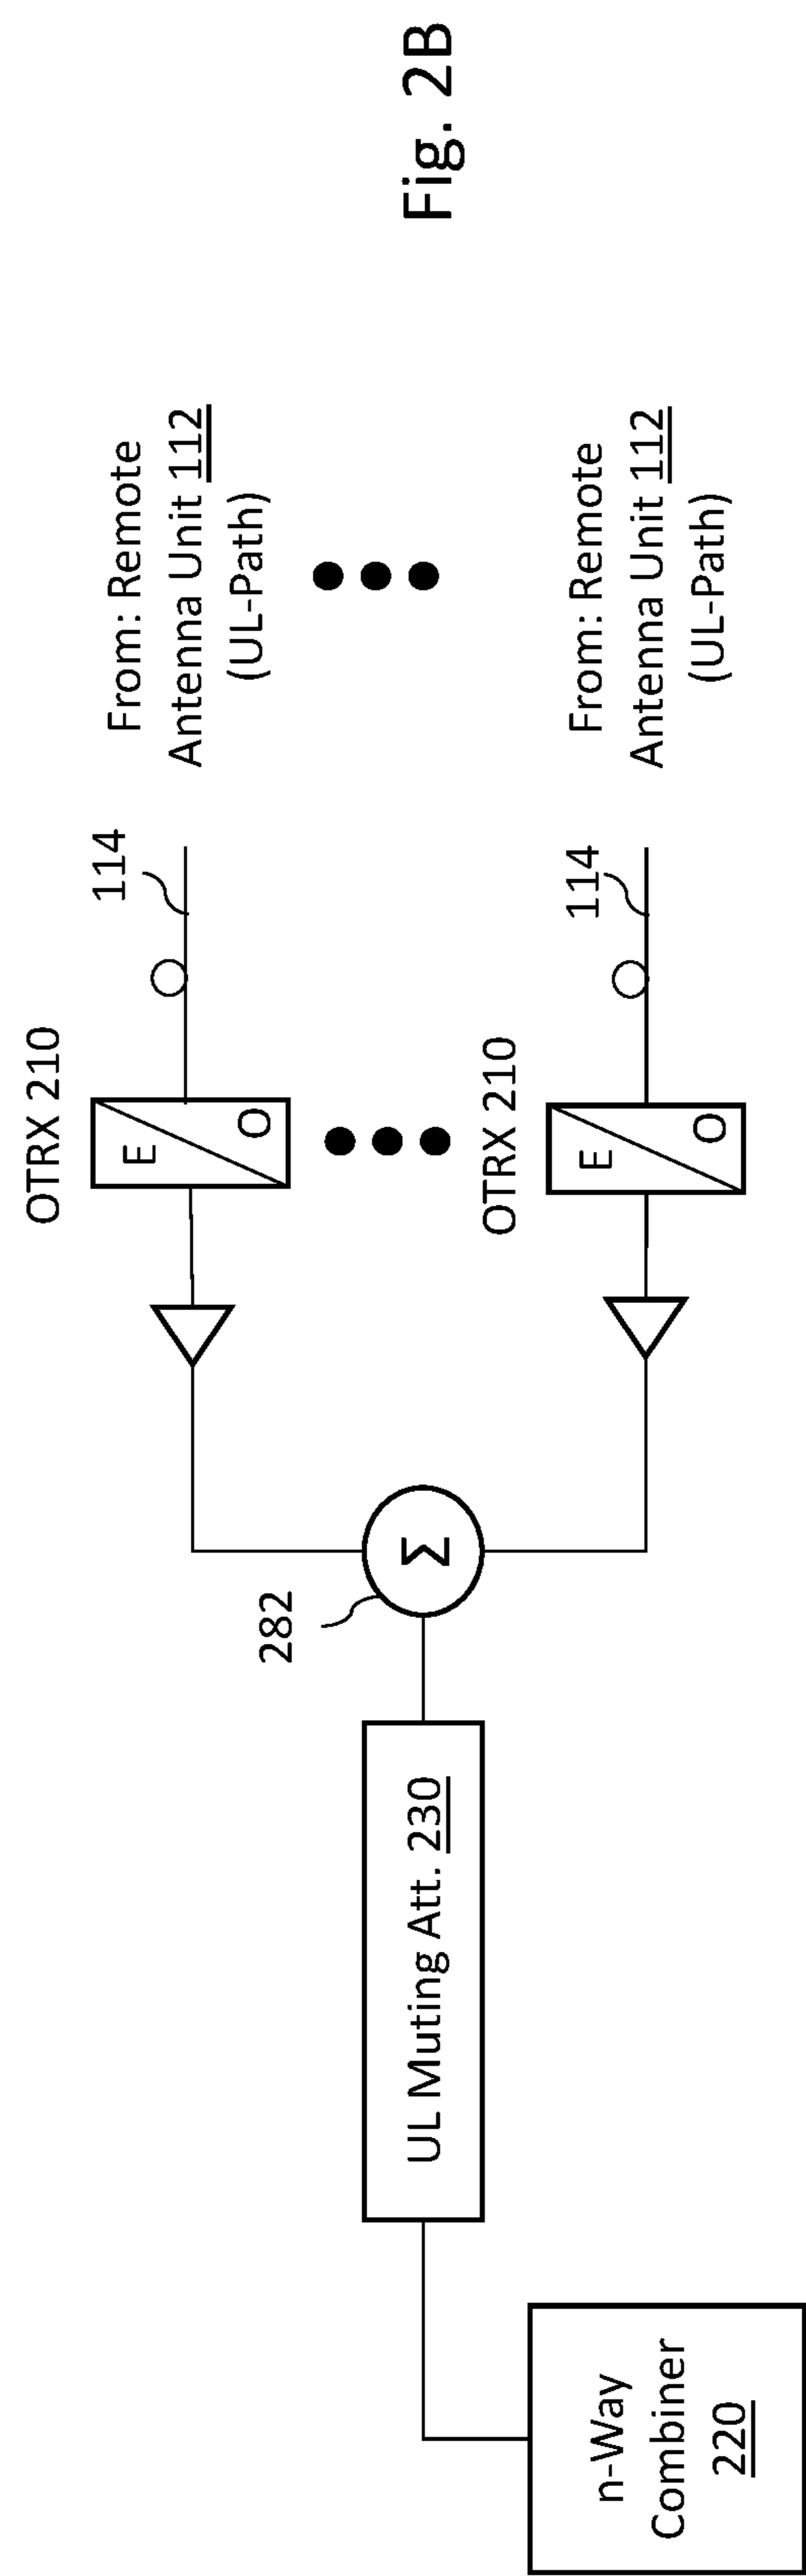 OTRX 210
114
From: Remote
Antenna Unit 112
(UL-Path)
E
O
282
Σ
UL Muting Att. 230
OTRX 210
114
From: Remote
Antenna Unit 112
(UL-Path)
E
O
n-Way
Combiner
220
Fig. 2B